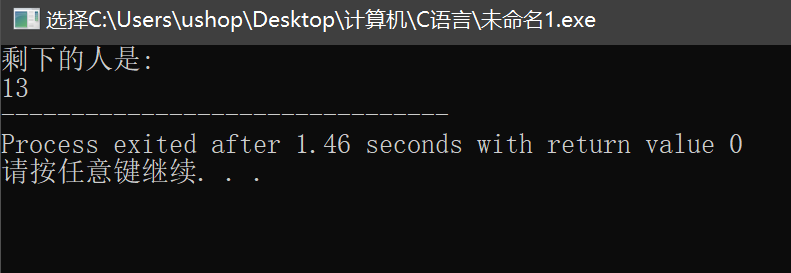 选择C:\Users\ushop\Desktop\计算机\C语言\未命名1.exe
剩下的人是:
13
--------------------------------
Process exited after 1.46 seconds with return value 0
请按任意键继续. . .